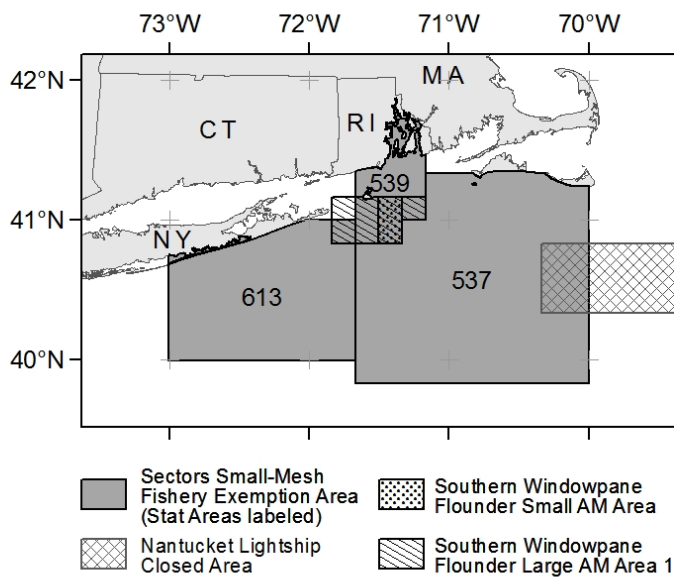 73°W 72°W 71°W 70°W
42°N
MA
CT
RI
539
41°N
NY
613
537
40°N
Sectors Small-Mesh
Fishery Exemption Area
(Stat Areas labeled)
Nantucket Lightship
Closed Area
Southern Windowpane
Flounder Small AM Area
Southern Windowpane
Flounder Large AM Area 1